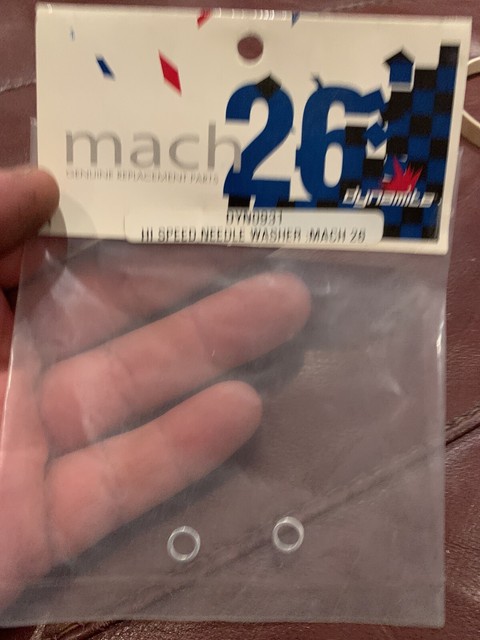 mach 26
GENUINE REPLACEMENT PARTS
dynamite
DYN0931
HI SPEED NEEDLE WASHER :MACH 26